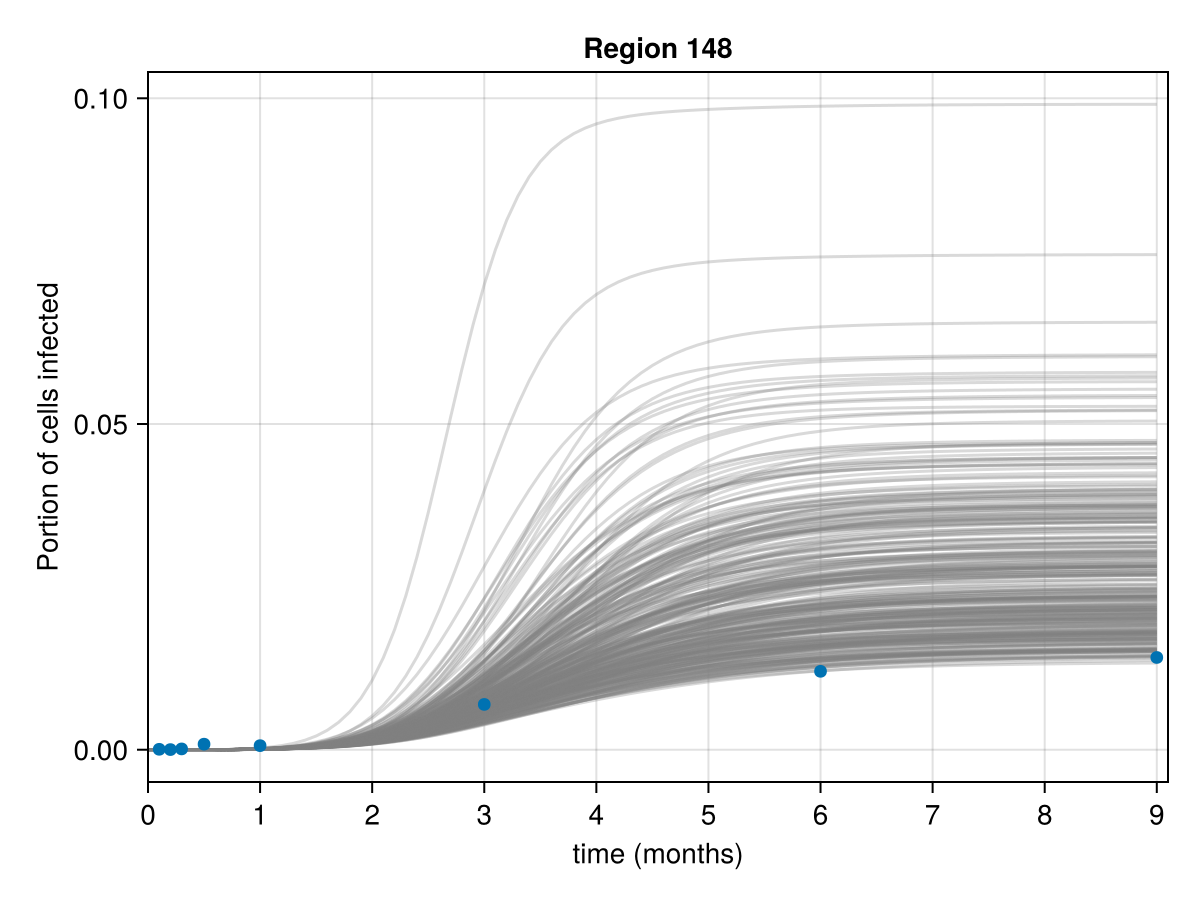 Region 148
0.10
0.05
0.00
Portion of cells infected
0 1 2 3 4 5 6 7 8 9
time (months)